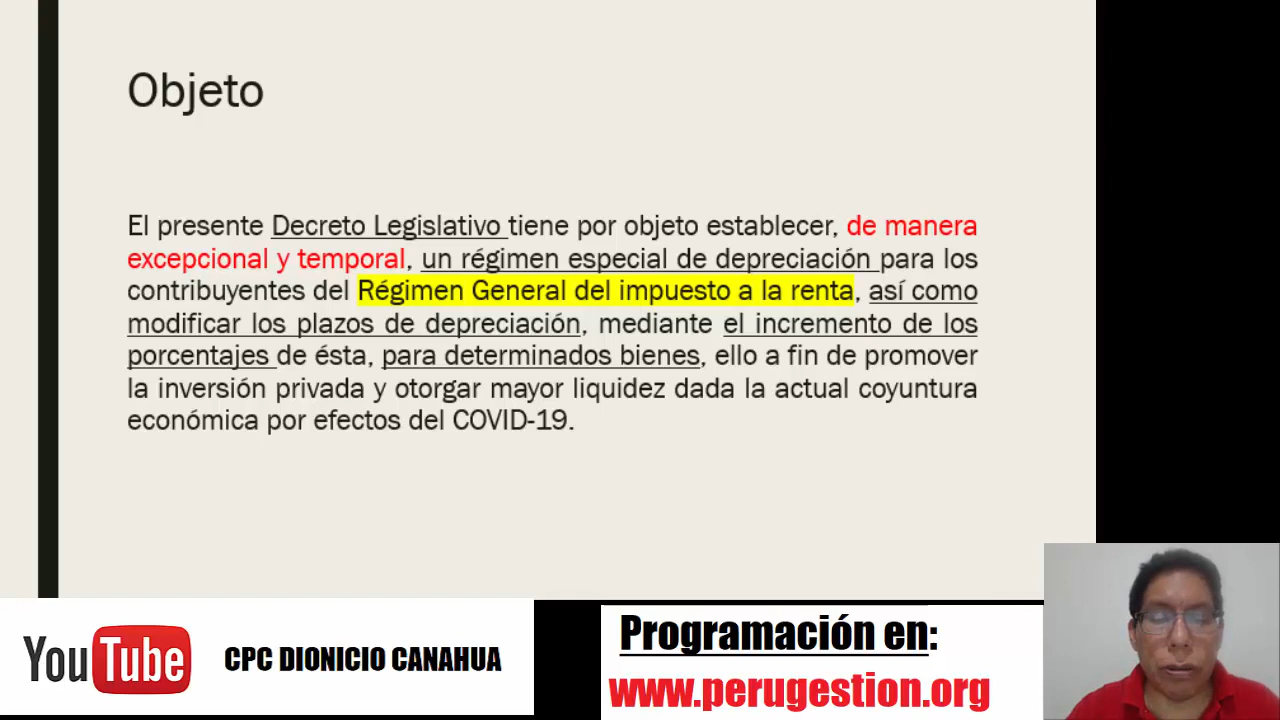 Objeto
El presente Decreto Legislativo tiene por objeto establecer, de manera
excepcional y temporal, un régimen especial de depreciación para los
contribuyentes del Régimen General del impuesto a la renta, así como
modificar los plazos de depreciación, mediante el incremento de los
porcentajes de ésta, para determinados bienes, ello a fin de promover
la inversión privada y otorgar mayor liquidez dada la actual coyuntura
económica por efectos del COVID-19.
YouTube
CPC DIONICIO CANAHUA
Programación en:
www.perugestion.org